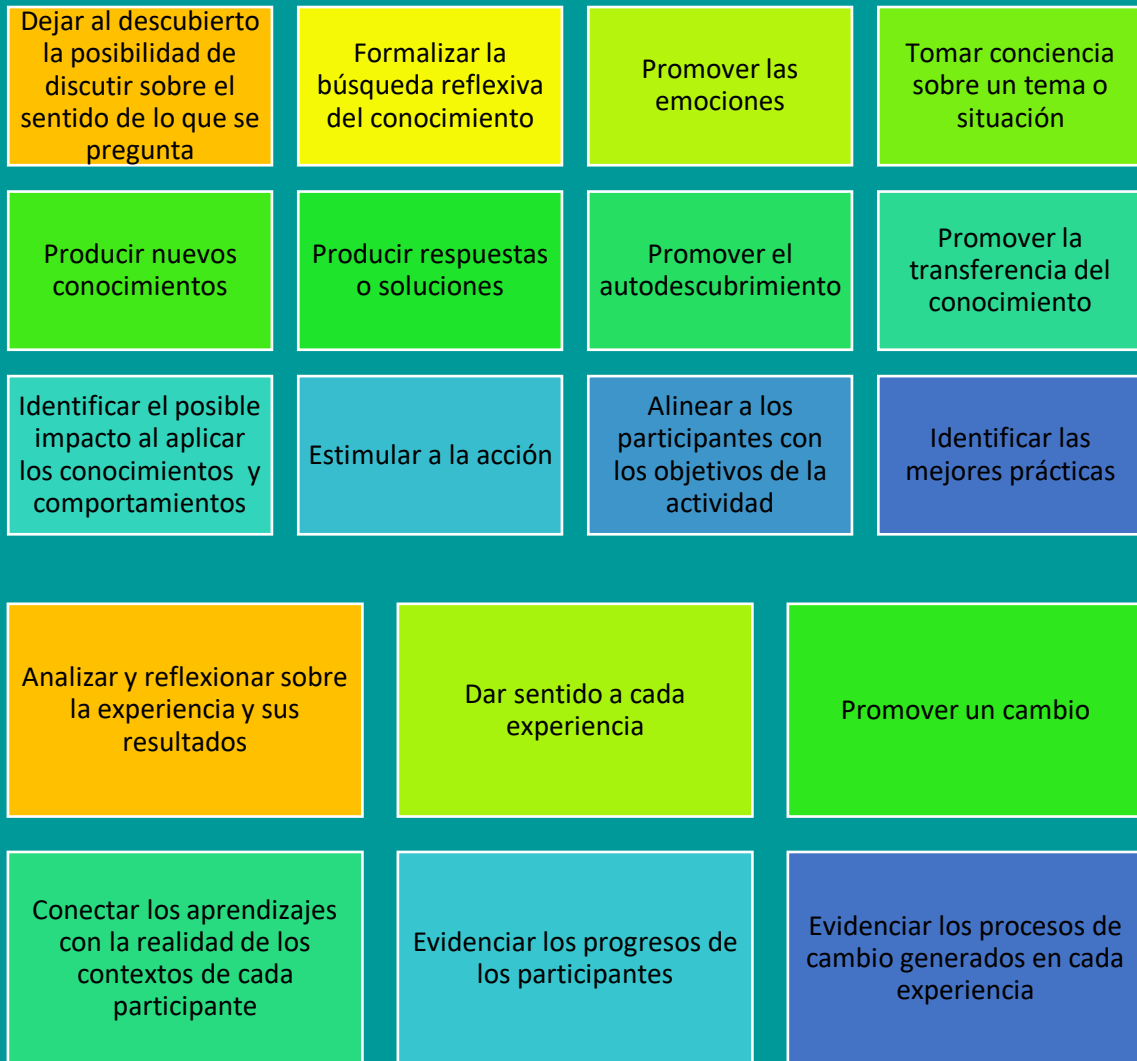 Dejar al descubierto
la posibilidad de
discutir sobre el
sentido de lo que se
pregunta
Formalizar la
búsqueda reflexiva
del conocimiento
Promover las
emociones
Tomar conciencia
sobre un tema o
situación
Producir nuevos
conocimientos
Producir respuestas
o soluciones
Promover el
autodescubrimiento
Promover la
transferencia del
conocimiento
Identificar el posible
impacto al aplicar
los conocimientos y
comportamientos
Estimular a la acción
Alinear a los
participantes con
los objetivos de la
actividad
Identificar las
mejores prácticas
Analizar y reflexionar sobre
la experiencia y sus
resultados
Dar sentido a cada
experiencia
Promover un cambio
Conectar los aprendizajes
con la realidad de los
contextos de cada
participante
Evidenciar los progresos de
los participantes
Evidenciar los procesos de
cambio generados en cada
experiencia